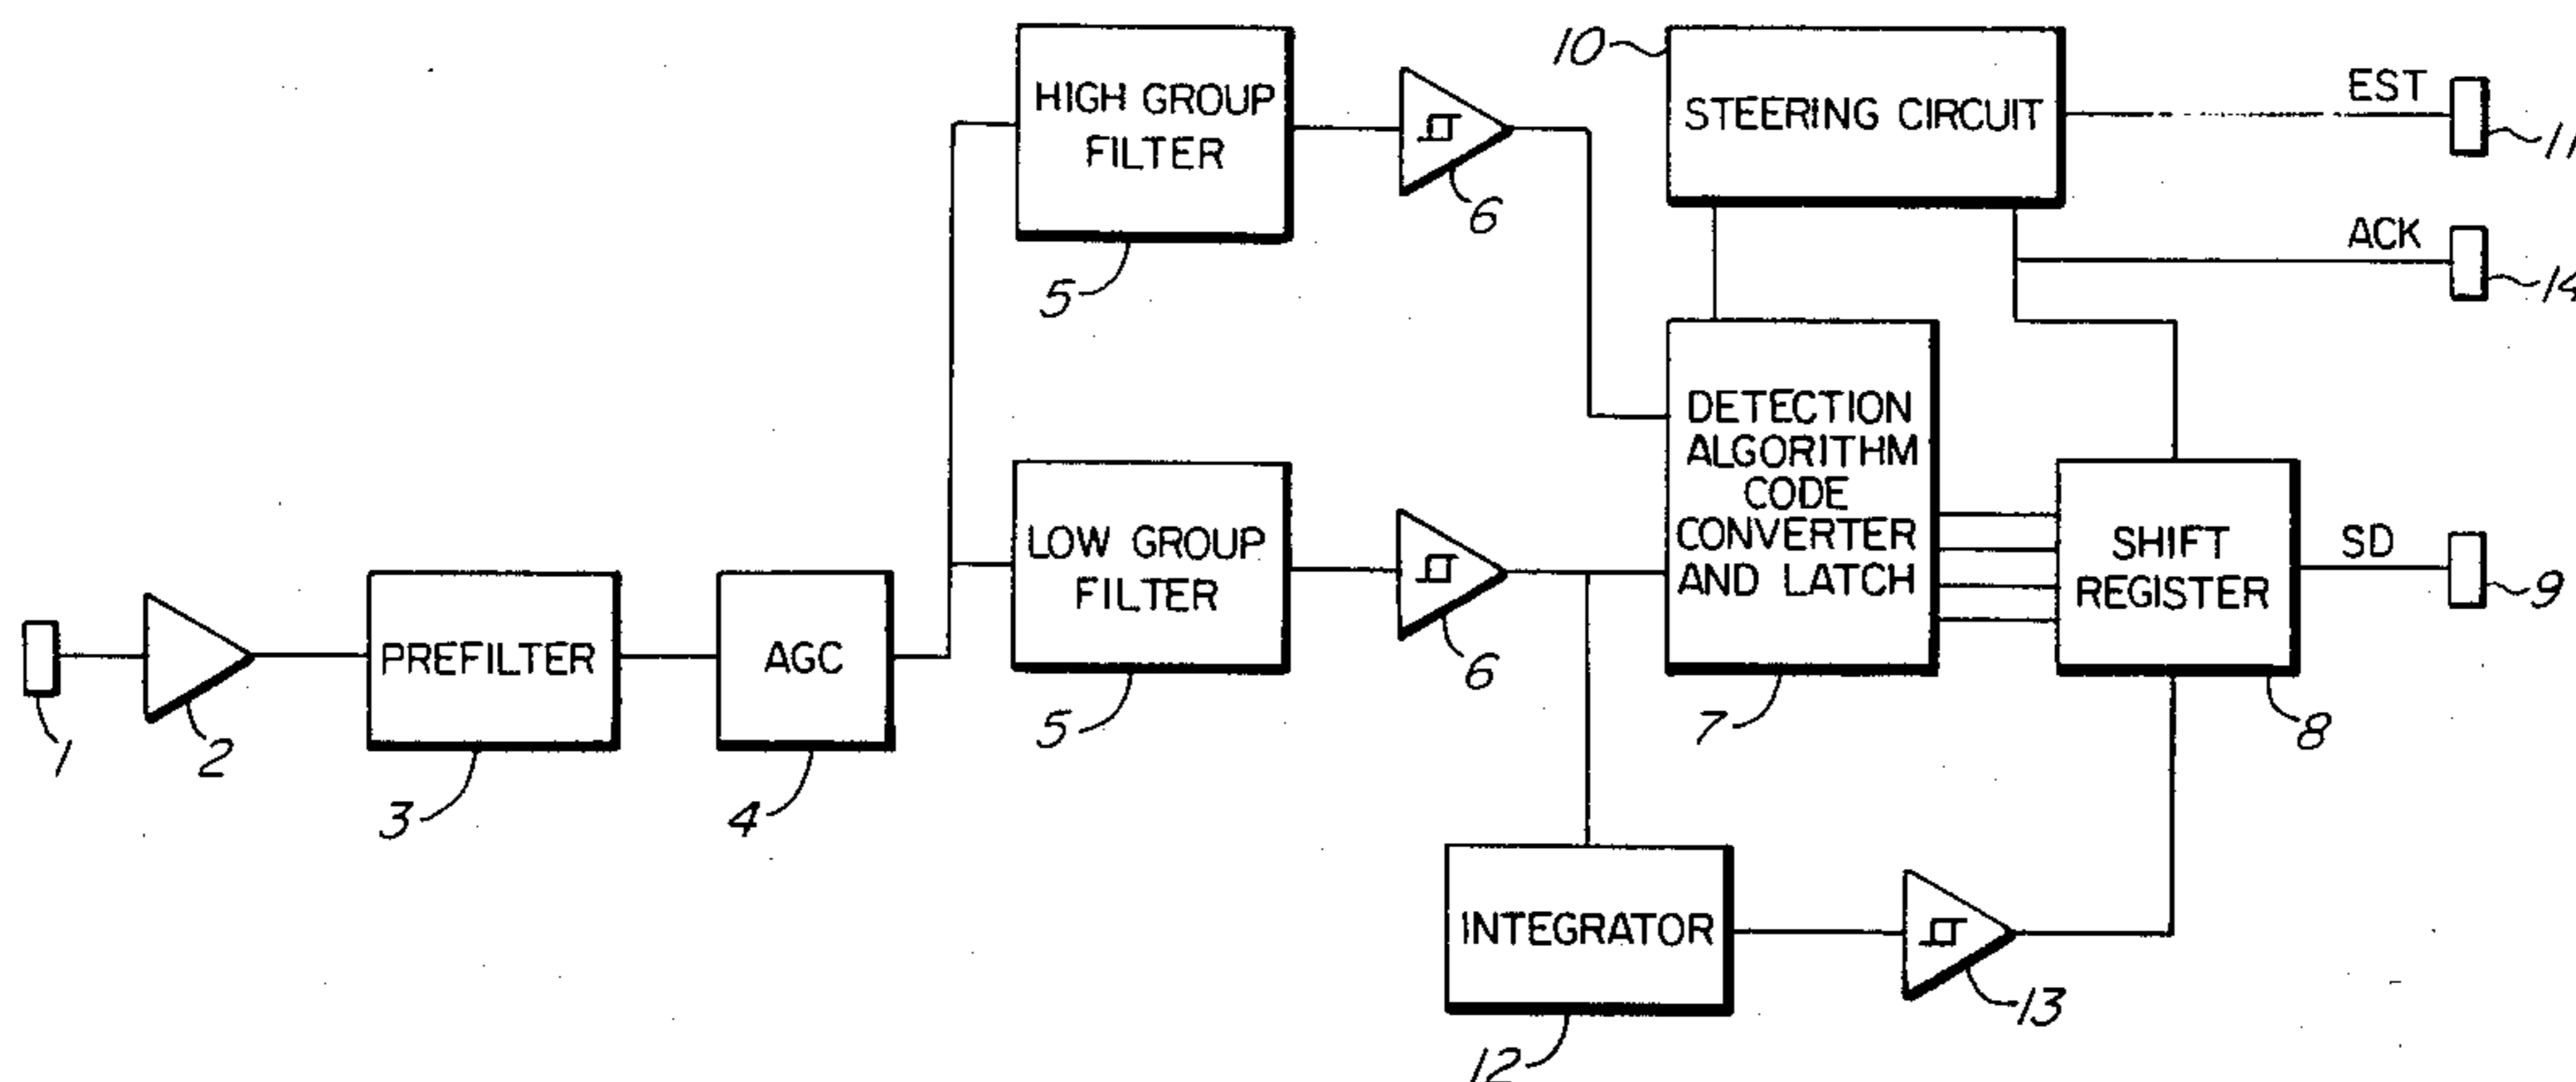 10
STEERING CIRCUIT
EST
11
HIGH GROUP
FILTER
6
5
ACK
14
DETECTION
ALGORITHM
CODE
CONVERTER
AND LATCH
7
LOW GROUP
FILTER
6
5
SHIFT
REGISTER
8
SD
9
1
2
PREFILTER
3
AGC
4
INTEGRATOR
12
13